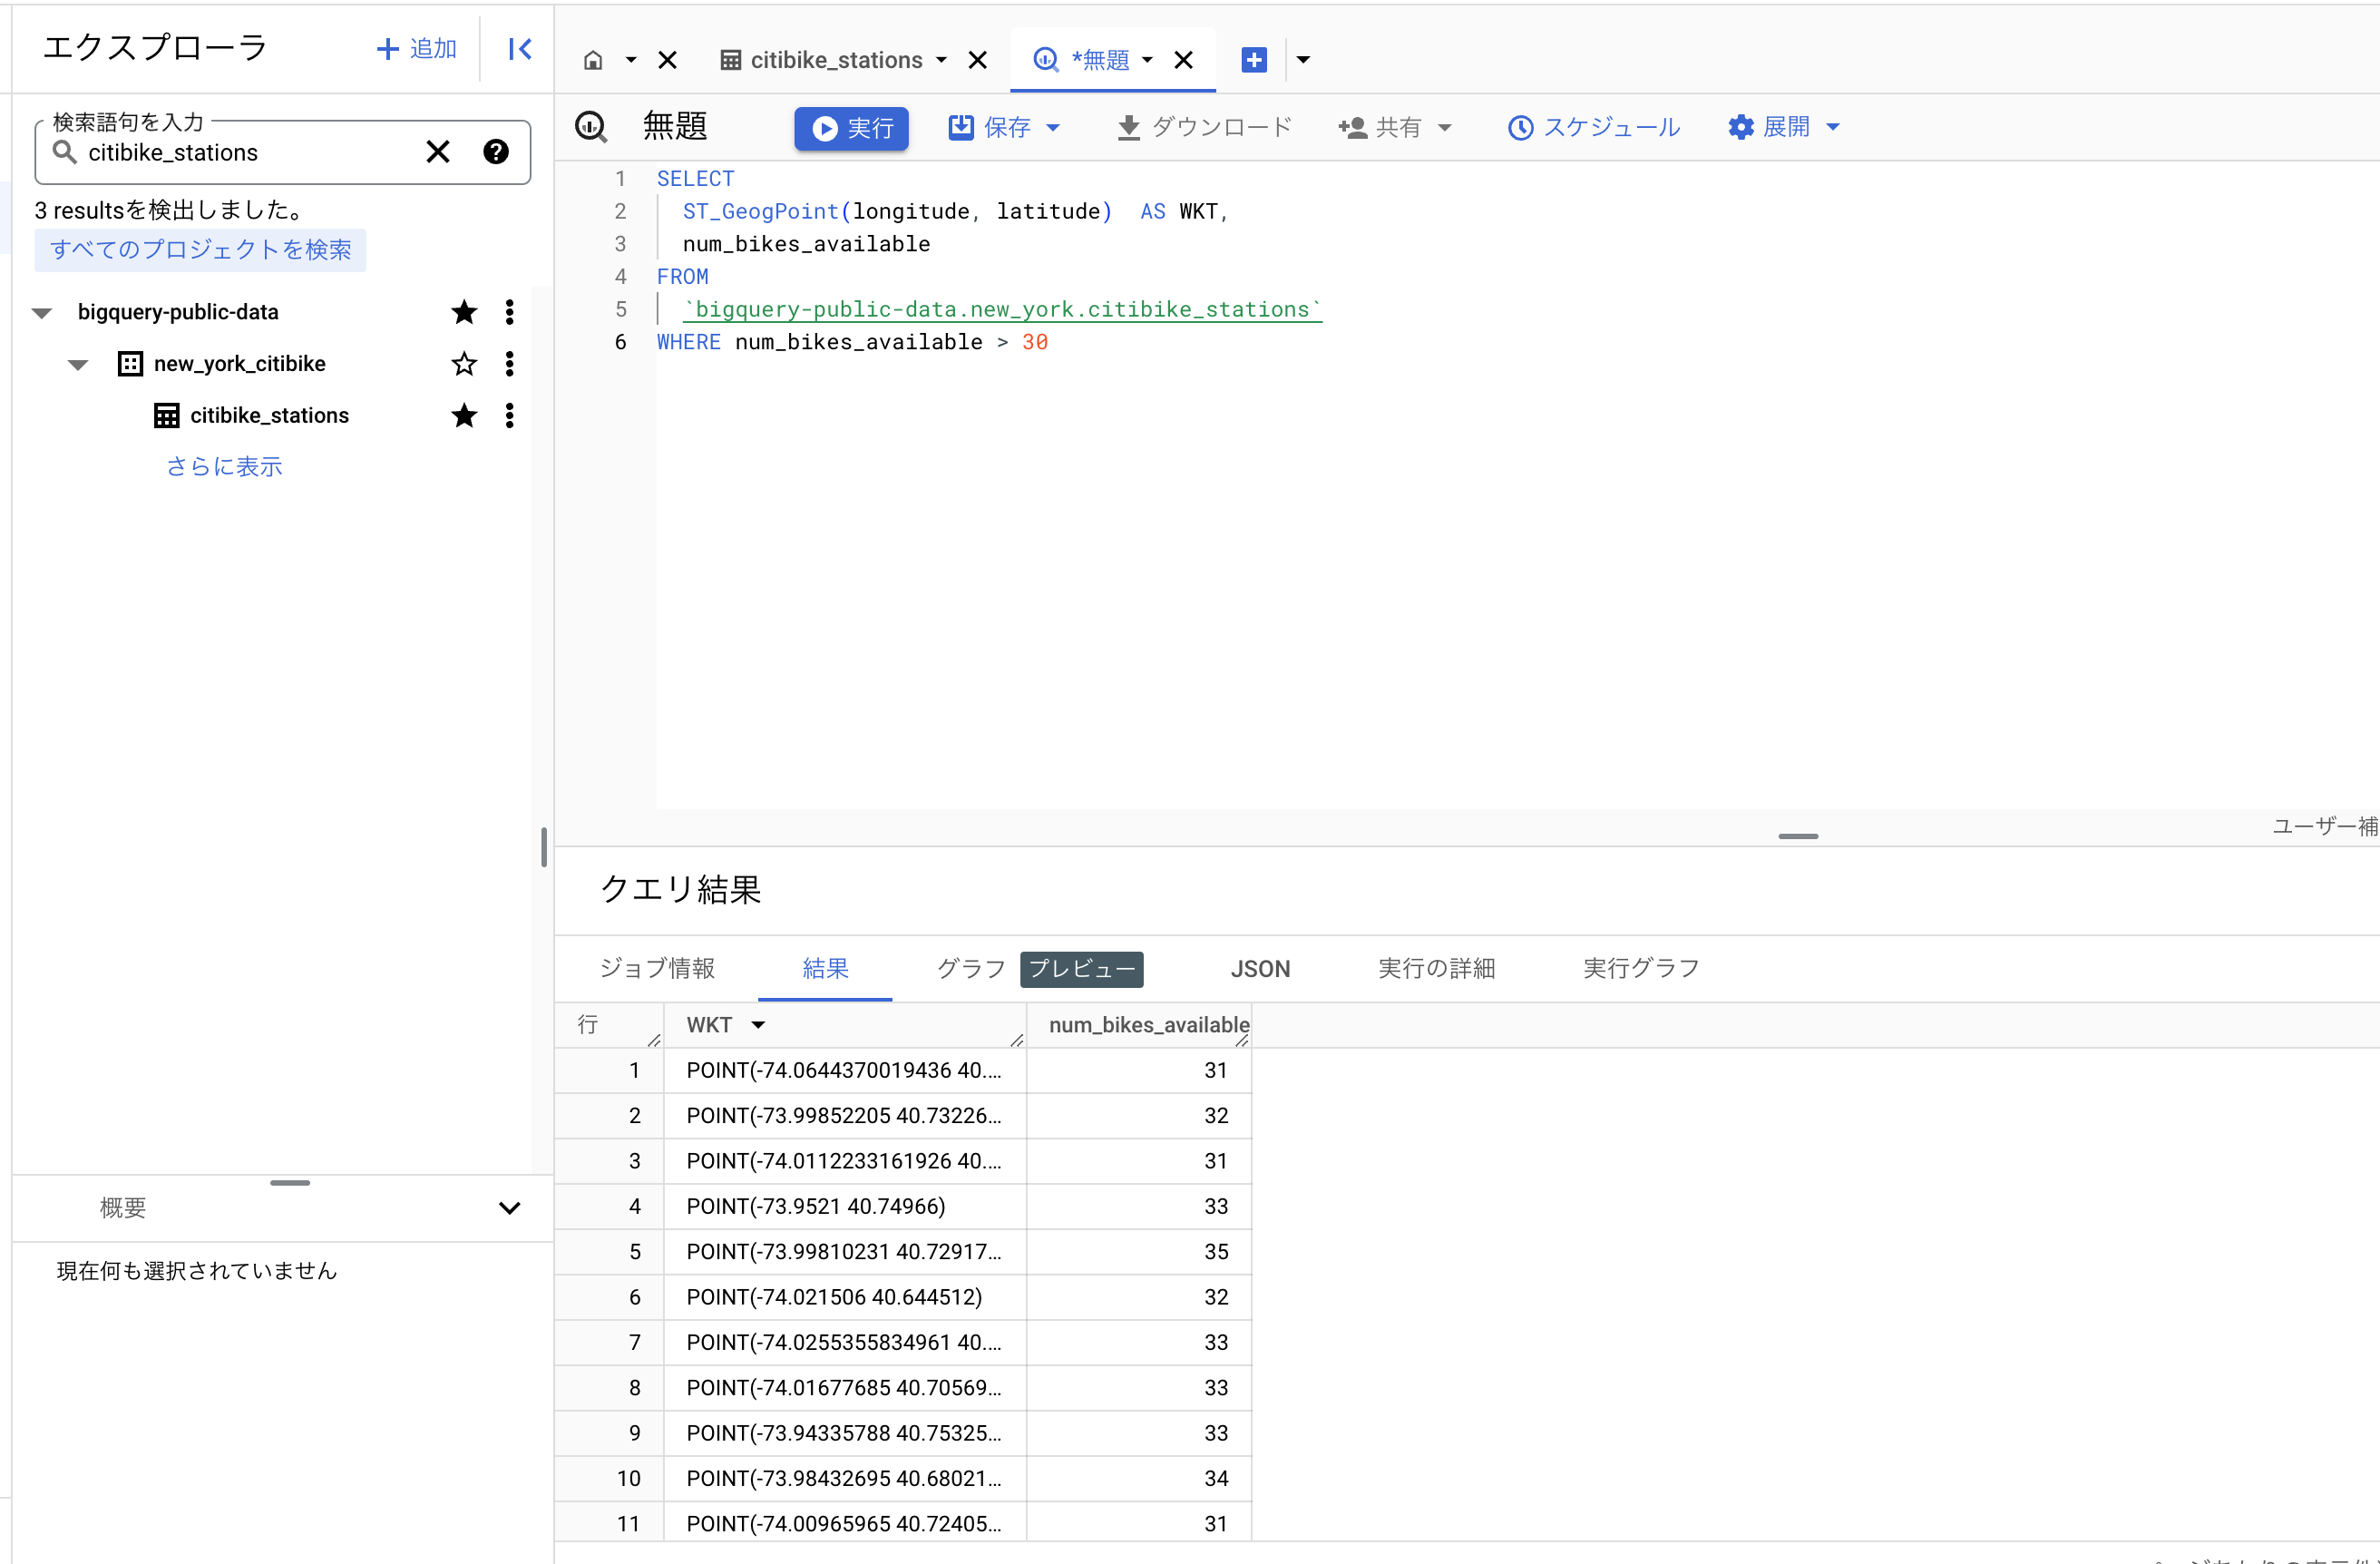 エクスプローラ
追加
検索語句を入力
citibike_stations
3 resultsを検出しました。
すべてのプロジェクトを検索
bigquery-public-data
new_york_citibike
citibike_stations
さらに表示
概要
現在何も選択されていません
citibike_stations
*無題
無題
実行
保存
ダウンロード
共有
スケジュール
展開
1 SELECT
2 ST_GeogPoint(longitude, latitude)  AS WKT,
3 num_bikes_available
4 FROM
5 `bigquery-public-data.new_york.citibike_stations`
6 WHERE num_bikes_available > 30
ユーザー補
クエリ結果
ジョブ情報 結果 グラフ プレビュー JSON 実行の詳細 実行グラフ
行 WKT num_bikes_available
1 POINT(-74.0644370019436 40.... 31
2 POINT(-73.99852205 40.73226... 32
3 POINT(-74.0112233161926 40.... 31
4 POINT(-73.9521 40.74966) 33
5 POINT(-73.99810231 40.72917... 35
6 POINT(-74.021506 40.644512) 32
7 POINT(-74.0255355834961 40.... 33
8 POINT(-74.01677685 40.70569... 33
9 POINT(-73.94335788 40.75325... 33
10 POINT(-73.98432695 40.68021... 34
11 POINT(-74.00965965 40.72405... 31